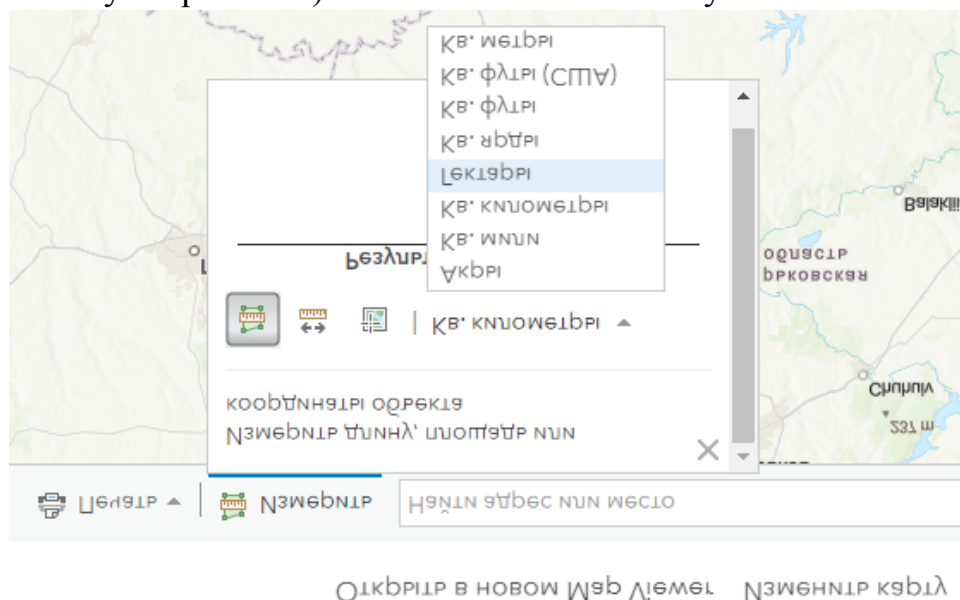 Открыть в новом Map Viewer Изменить карту
Печать Измерить Найти адрес или место
Измерить длину, площадь или
координаты объекта
Кв. километры
Акры
Кв. мили
Кв. километры
Гектары
Кв. ярды
Кв. футы
Кв. футы (США)
Кв. метры
237 m
Chuhuiv
рьковская
область
Balaklii